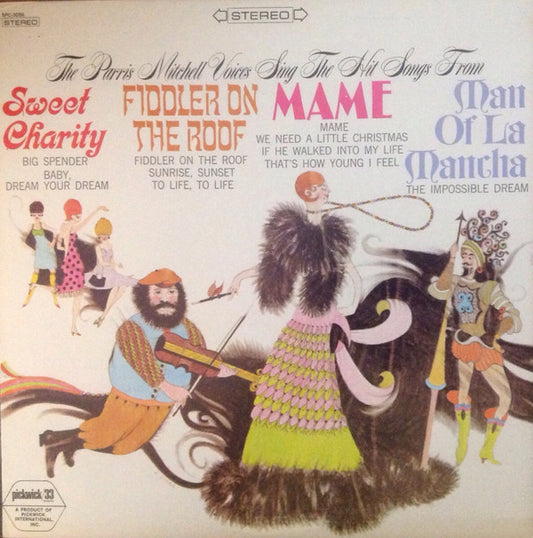 SPC-3086
STEREO
STEREO
The Parris Mitchell Voices Sing The Hit Songs From
Sweet
Charity
BIG SPENDER
BABY,
DREAM YOUR DREAM
FIDDLER ON
THE ROOF
FIDDLER ON THE ROOF
SUNRISE, SUNSET
TO LIFE, TO LIFE
MAME
MAME
WE NEED A LITTLE CHRISTMAS
IF HE WALKED INTO MY LIFE
THAT'S HOW YOUNG I FEEL
Man
Of La
Mancha
THE IMPOSSIBLE DREAM
pickwick/33
A PRODUCT OF
PICKWICK
INTERNATIONAL,
INC.